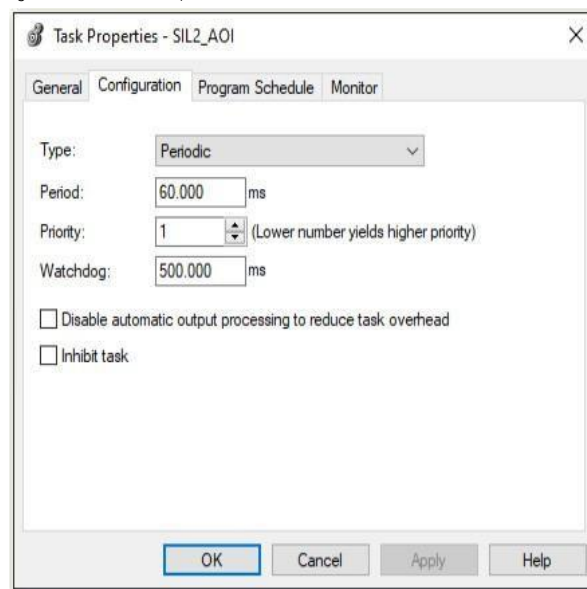 Task Properties - SIL2_AOI
General Configuration Program Schedule Monitor
Type: Periodic
Period: 60.000 ms
Priority: 1 (Lower number yields higher priority)
Watchdog: 500.000 ms
Disable automatic output processing to reduce task overhead
Inhibit task
OK Cancel Apply Help